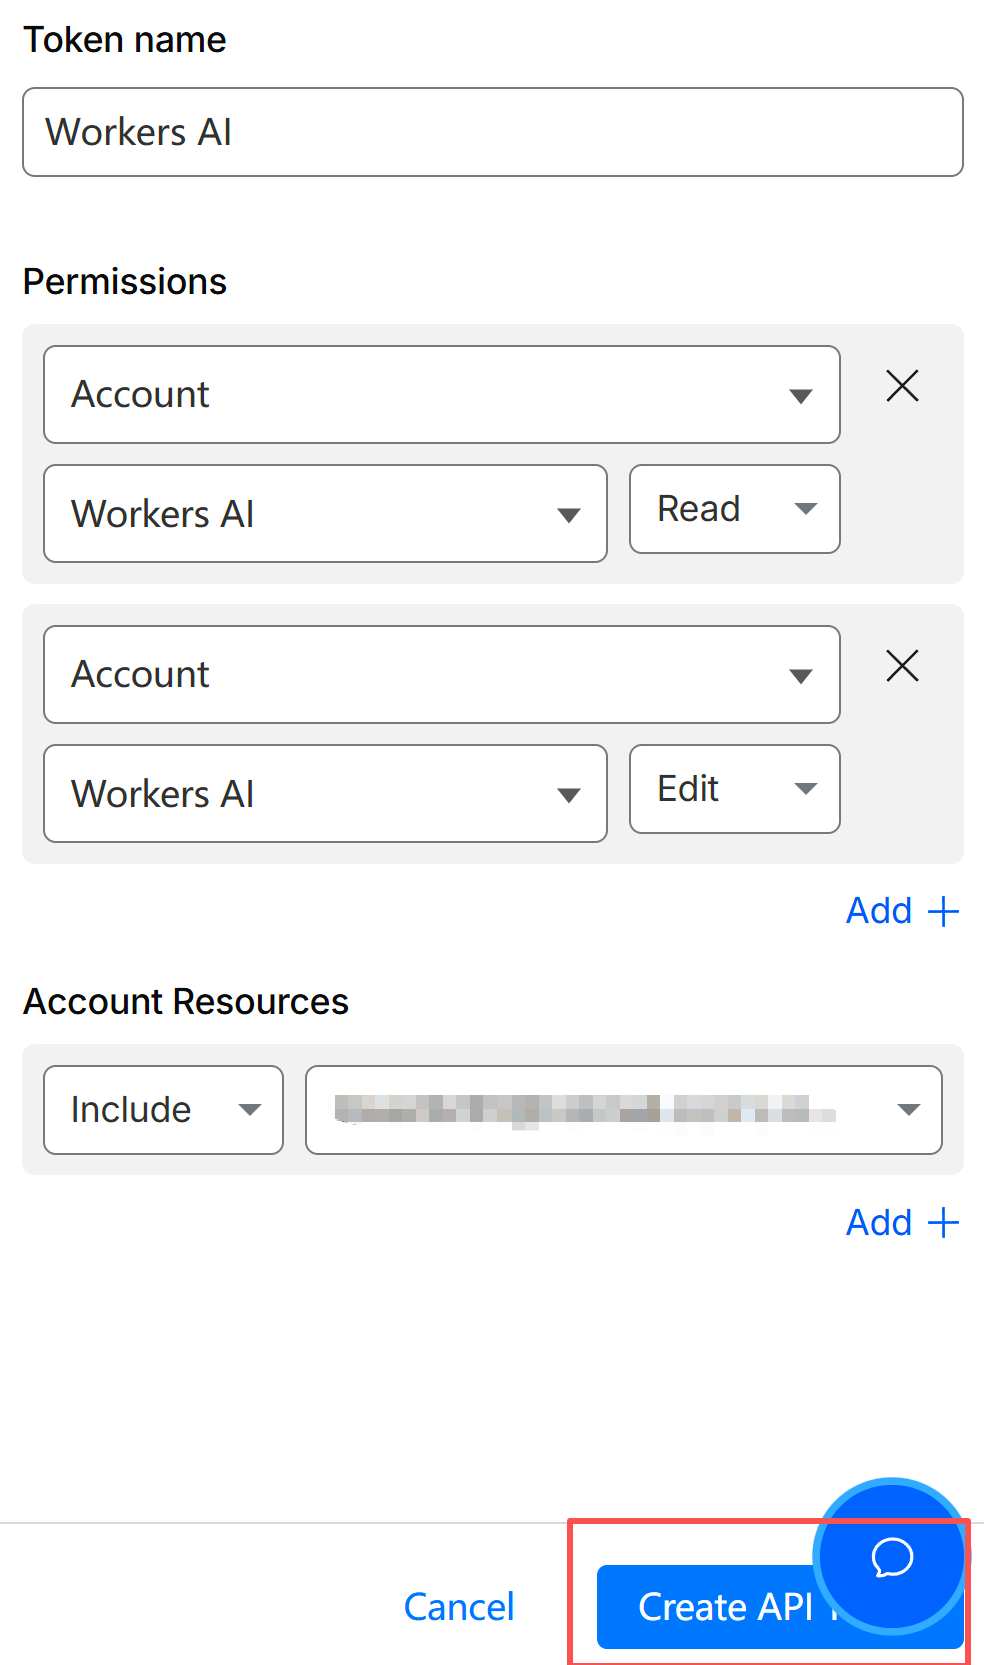 Token name
Workers AI
Permissions
Account
Workers AI
Read
Account
Workers AI
Edit
Add
Account Resources
Include
Add
Cancel
Create API